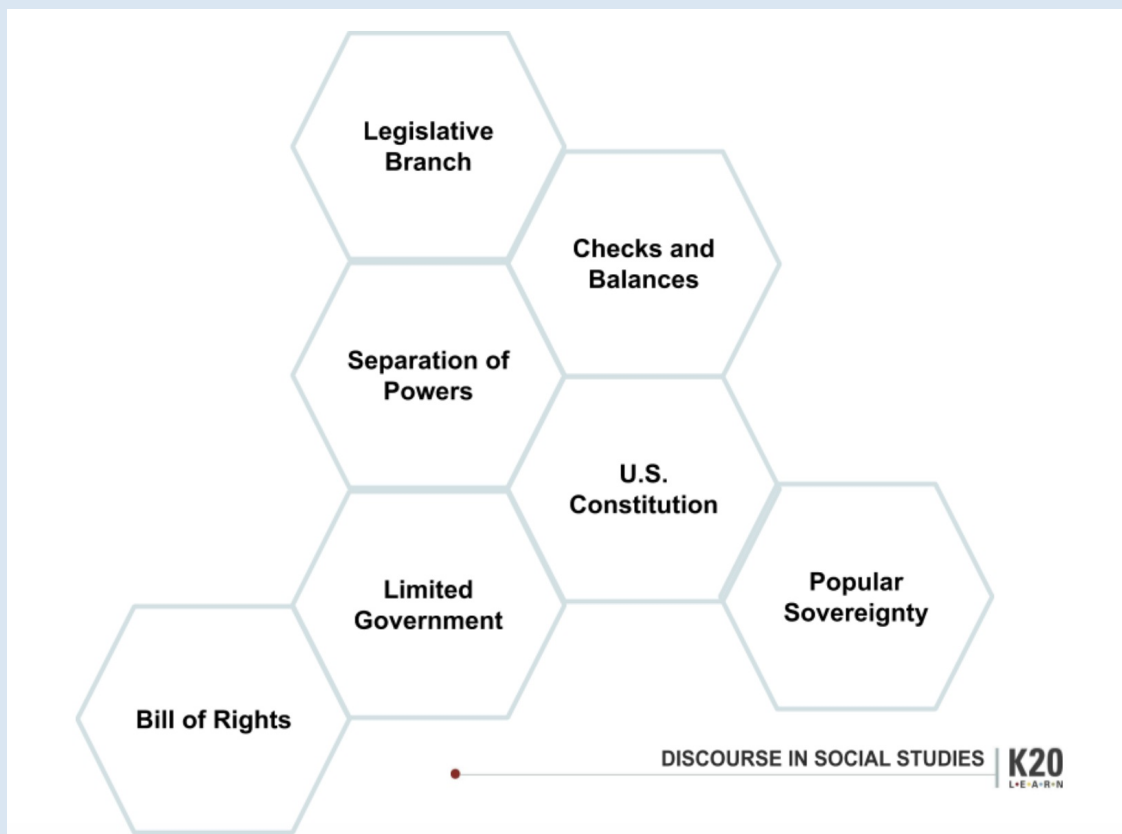 Legislative
Branch
Checks and
Balances
Separation of
Powers
U.S.
Constitution
Limited
Government
Popular
Sovereignty
Bill of Rights
DISCOURSE IN SOCIAL STUDIES
K20
L•E•A•R•N